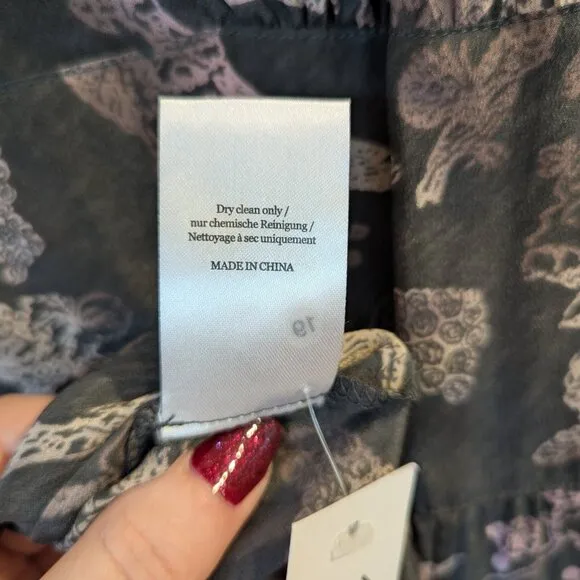 Dry clean only /
nur chemische Reinigung /
Nettoyage à sec uniquement
MADE IN CHINA